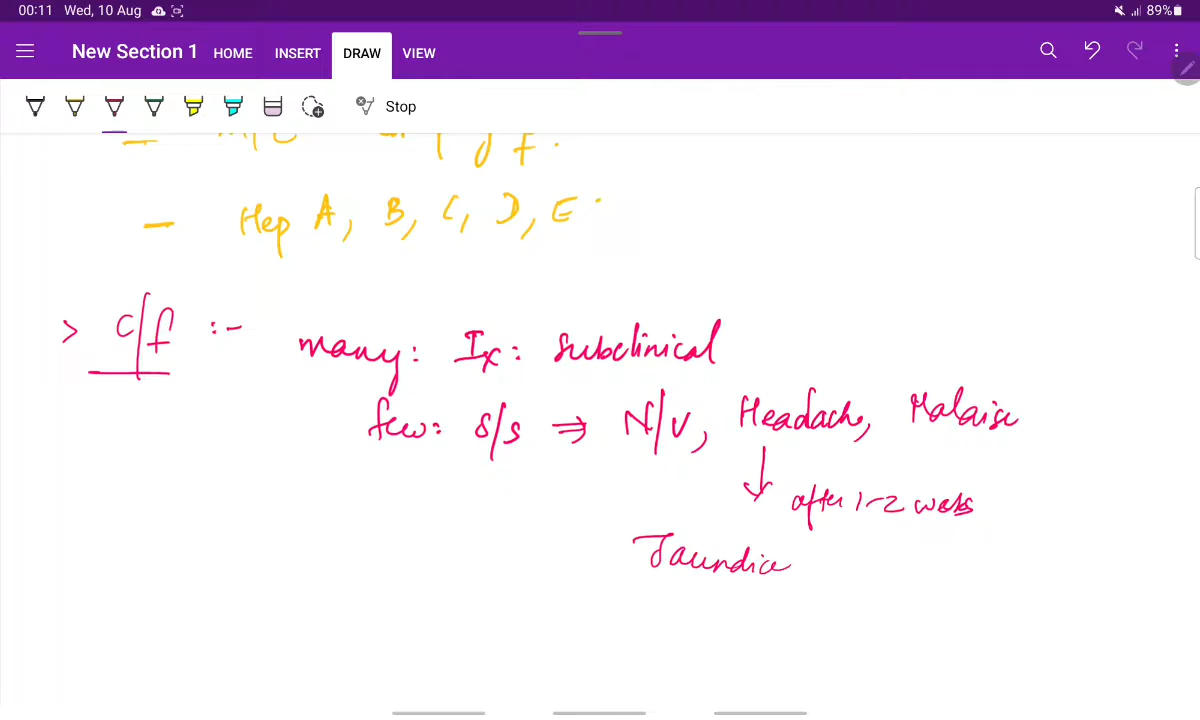 00:11 Wed, 10 Aug 89%
New Section 1 HOME INSERT DRAW VIEW
Stop
- Hep A, B, C, D, E.
> c/f :-
many: Ix: Subclinical
few: s/s ⇒ N/V, Headache, Malaise
↓ after 1-2 weeks
Jaundice